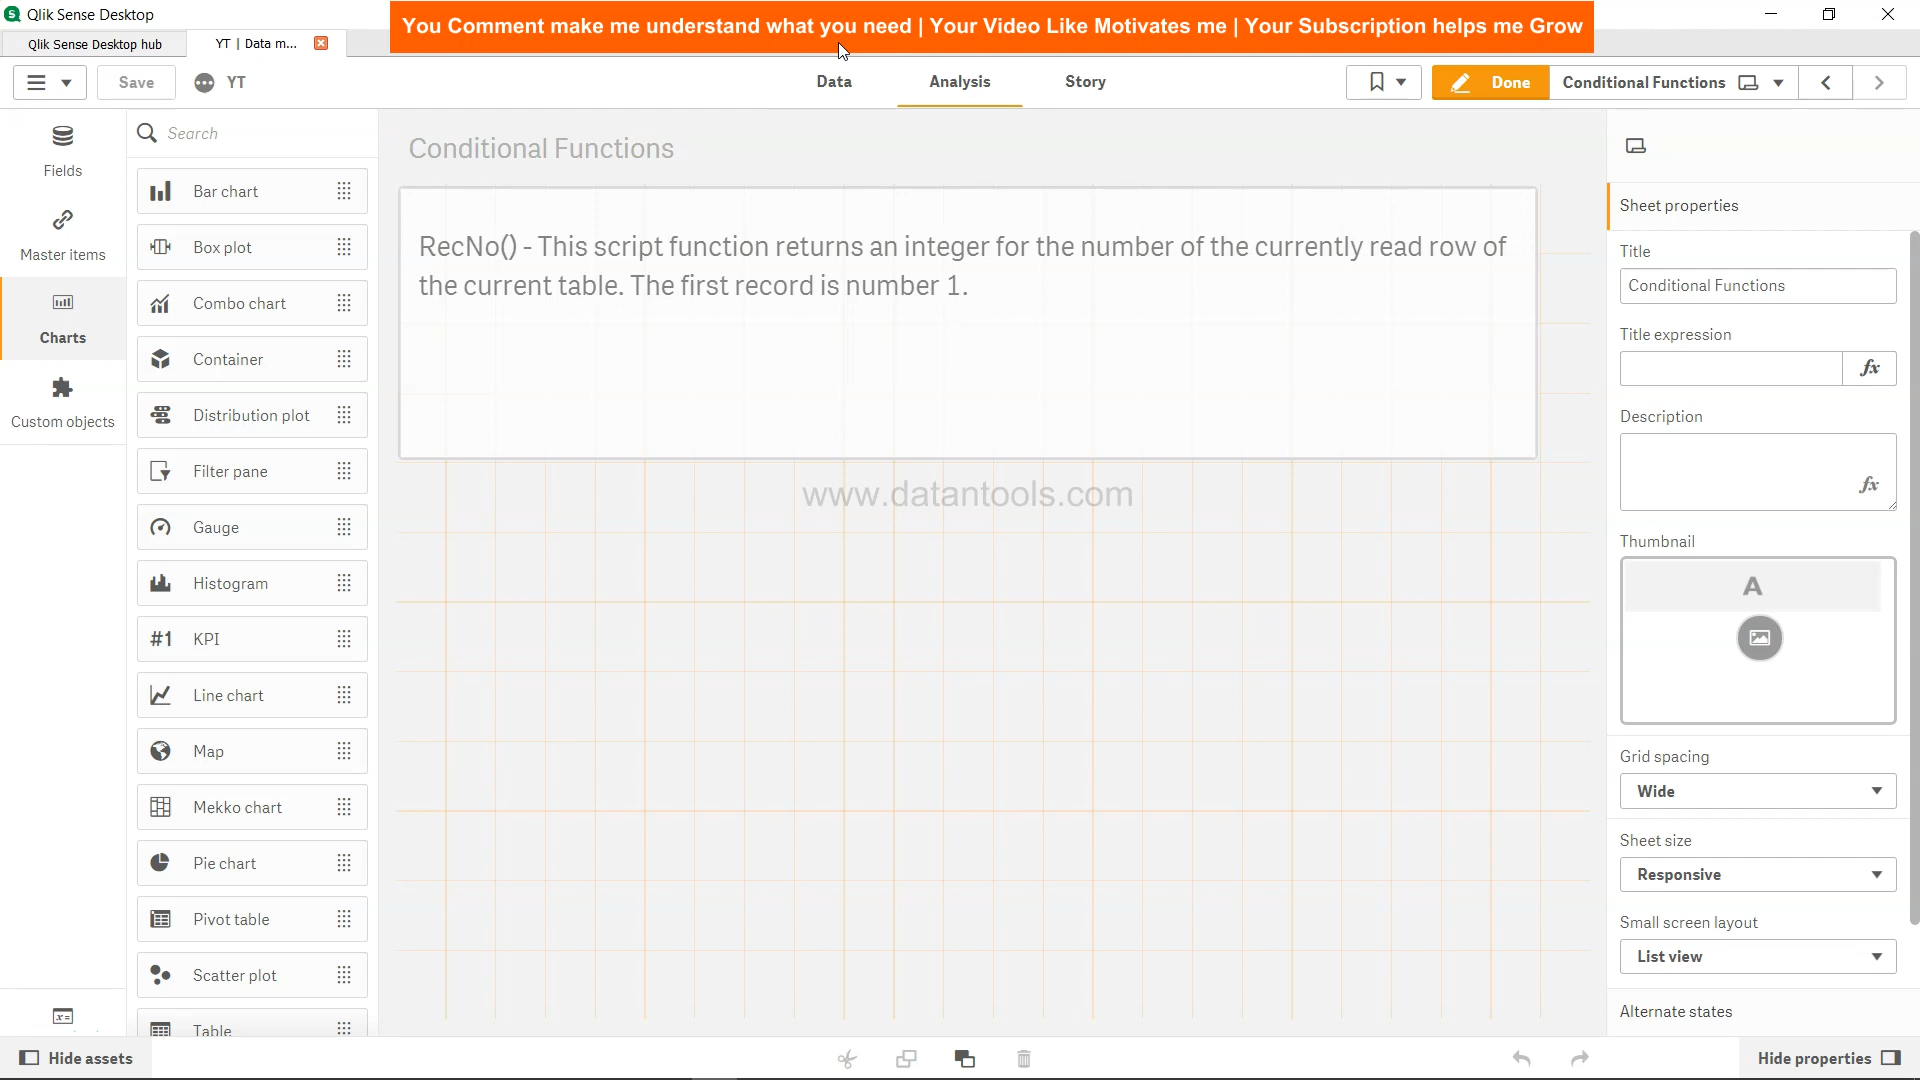 Qlik Sense Desktop
You Comment make me understand what you need | Your Video Like Motivates me | Your Subscription helps me Grow
Qlik Sense Desktop hub
YT | Data m...
Save
YT
Data
Analysis
Story
Done
Conditional Functions
Fields
Master items
Charts
Custom objects
Search
Bar chart
Box plot
Combo chart
Container
Distribution plot
Filter pane
Gauge
Histogram
#1 KPI
Line chart
Map
Mekko chart
Pie chart
Pivot table
Scatter plot
Table
Conditional Functions
RecNo() - This script function returns an integer for the number of the currently read row of
the current table. The first record is number 1.
www.datantools.com
Sheet properties
Title
Conditional Functions
Title expression
fx
Description
fx
Thumbnail
A
Grid spacing
Wide
Sheet size
Responsive
Small screen layout
List view
Alternate states
Hide assets
Hide properties